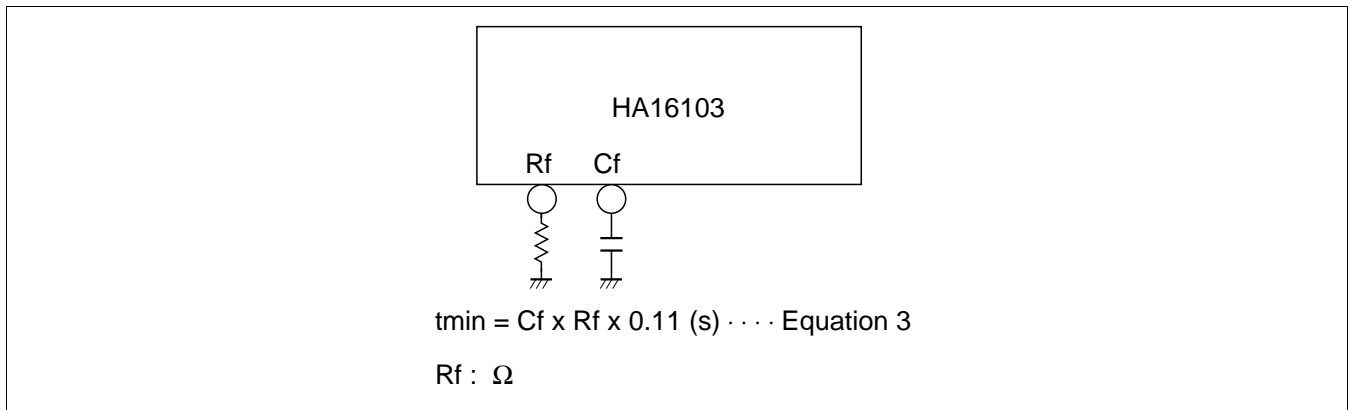 HA16103
Rf Cf
tmin = Cf x Rf x 0.11 (s) · · · · Equation 3
Rf : Ω